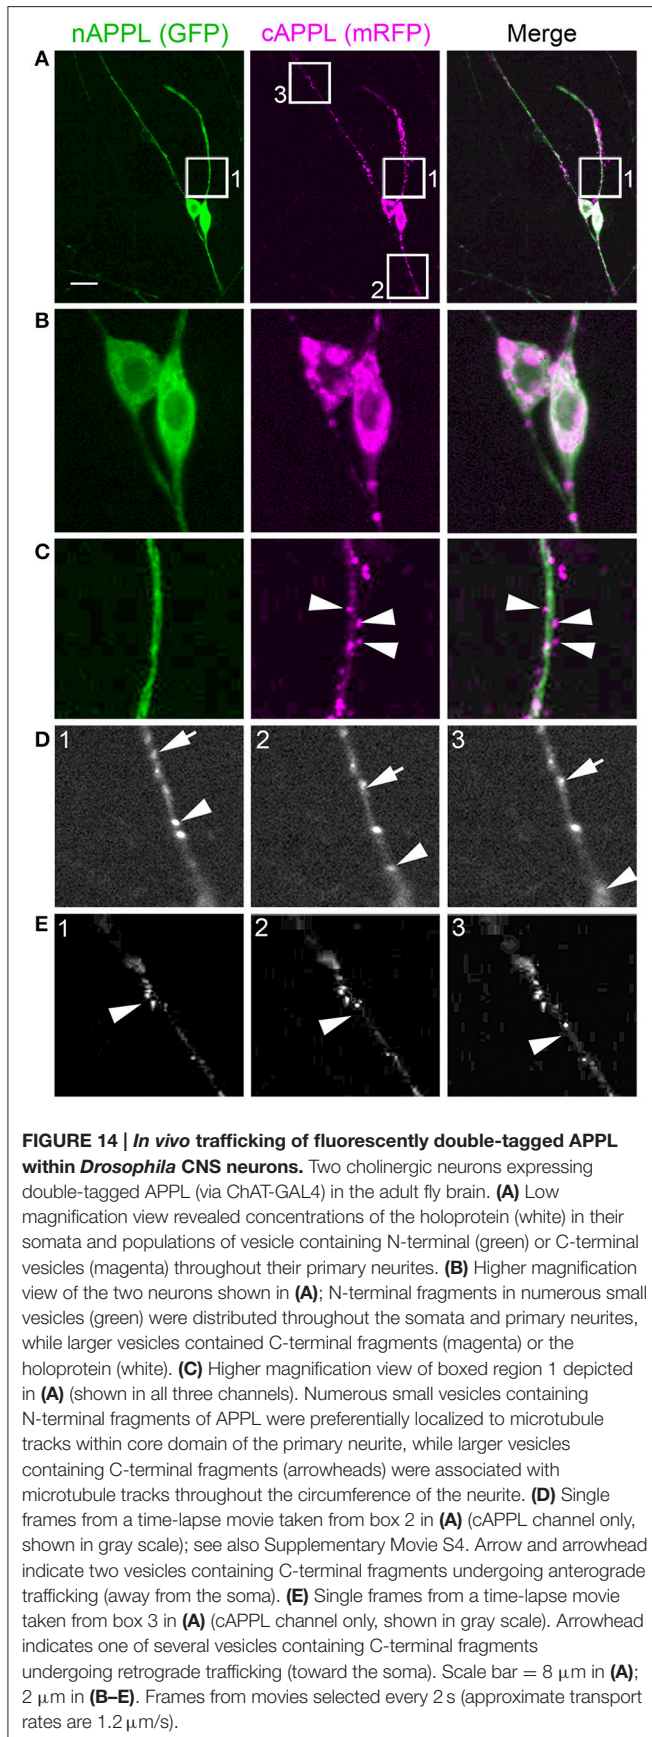 nAPPL (GFP) cAPPL (mRFP) Merge
A
3
1
1
1
2
B
C
D 1 2 3
E 1 2 3
FIGURE 14 | In vivo trafficking of fluorescently double-tagged APPL
within Drosophila CNS neurons. Two cholinergic neurons expressing
double-tagged APPL (via ChAT-GAL4) in the adult fly brain. (A) Low
magnification view revealed concentrations of the holoprotein (white) in their
somata and populations of vesicle containing N-terminal (green) or C-terminal
vesicles (magenta) throughout their primary neurites. (B) Higher magnification
view of the two neurons shown in (A); N-terminal fragments in numerous small
vesicles (green) were distributed throughout the somata and primary neurites,
while larger vesicles contained C-terminal fragments (magenta) or the
holoprotein (white). (C) Higher magnification view of boxed region 1 depicted
in (A) (shown in all three channels). Numerous small vesicles containing
N-terminal fragments of APPL were preferentially localized to microtubule
tracks within core domain of the primary neurite, while larger vesicles
containing C-terminal fragments (arrowheads) were associated with
microtubule tracks throughout the circumference of the neurite. (D) Single
frames from a time-lapse movie taken from box 2 in (A) (cAPPL channel only,
shown in gray scale); see also Supplementary Movie S4. Arrow and arrowhead
indicate two vesicles containing C-terminal fragments undergoing anterograde
trafficking (away from the soma). (E) Single frames from a time-lapse movie
taken from box 3 in (A) (cAPPL channel only, shown in gray scale). Arrowhead
indicates one of several vesicles containing C-terminal fragments
undergoing retrograde trafficking (toward the soma). Scale bar = 8 μm in (A);
2 μm in (B–E). Frames from movies selected every 2 s (approximate transport
rates are 1.2 μm/s).